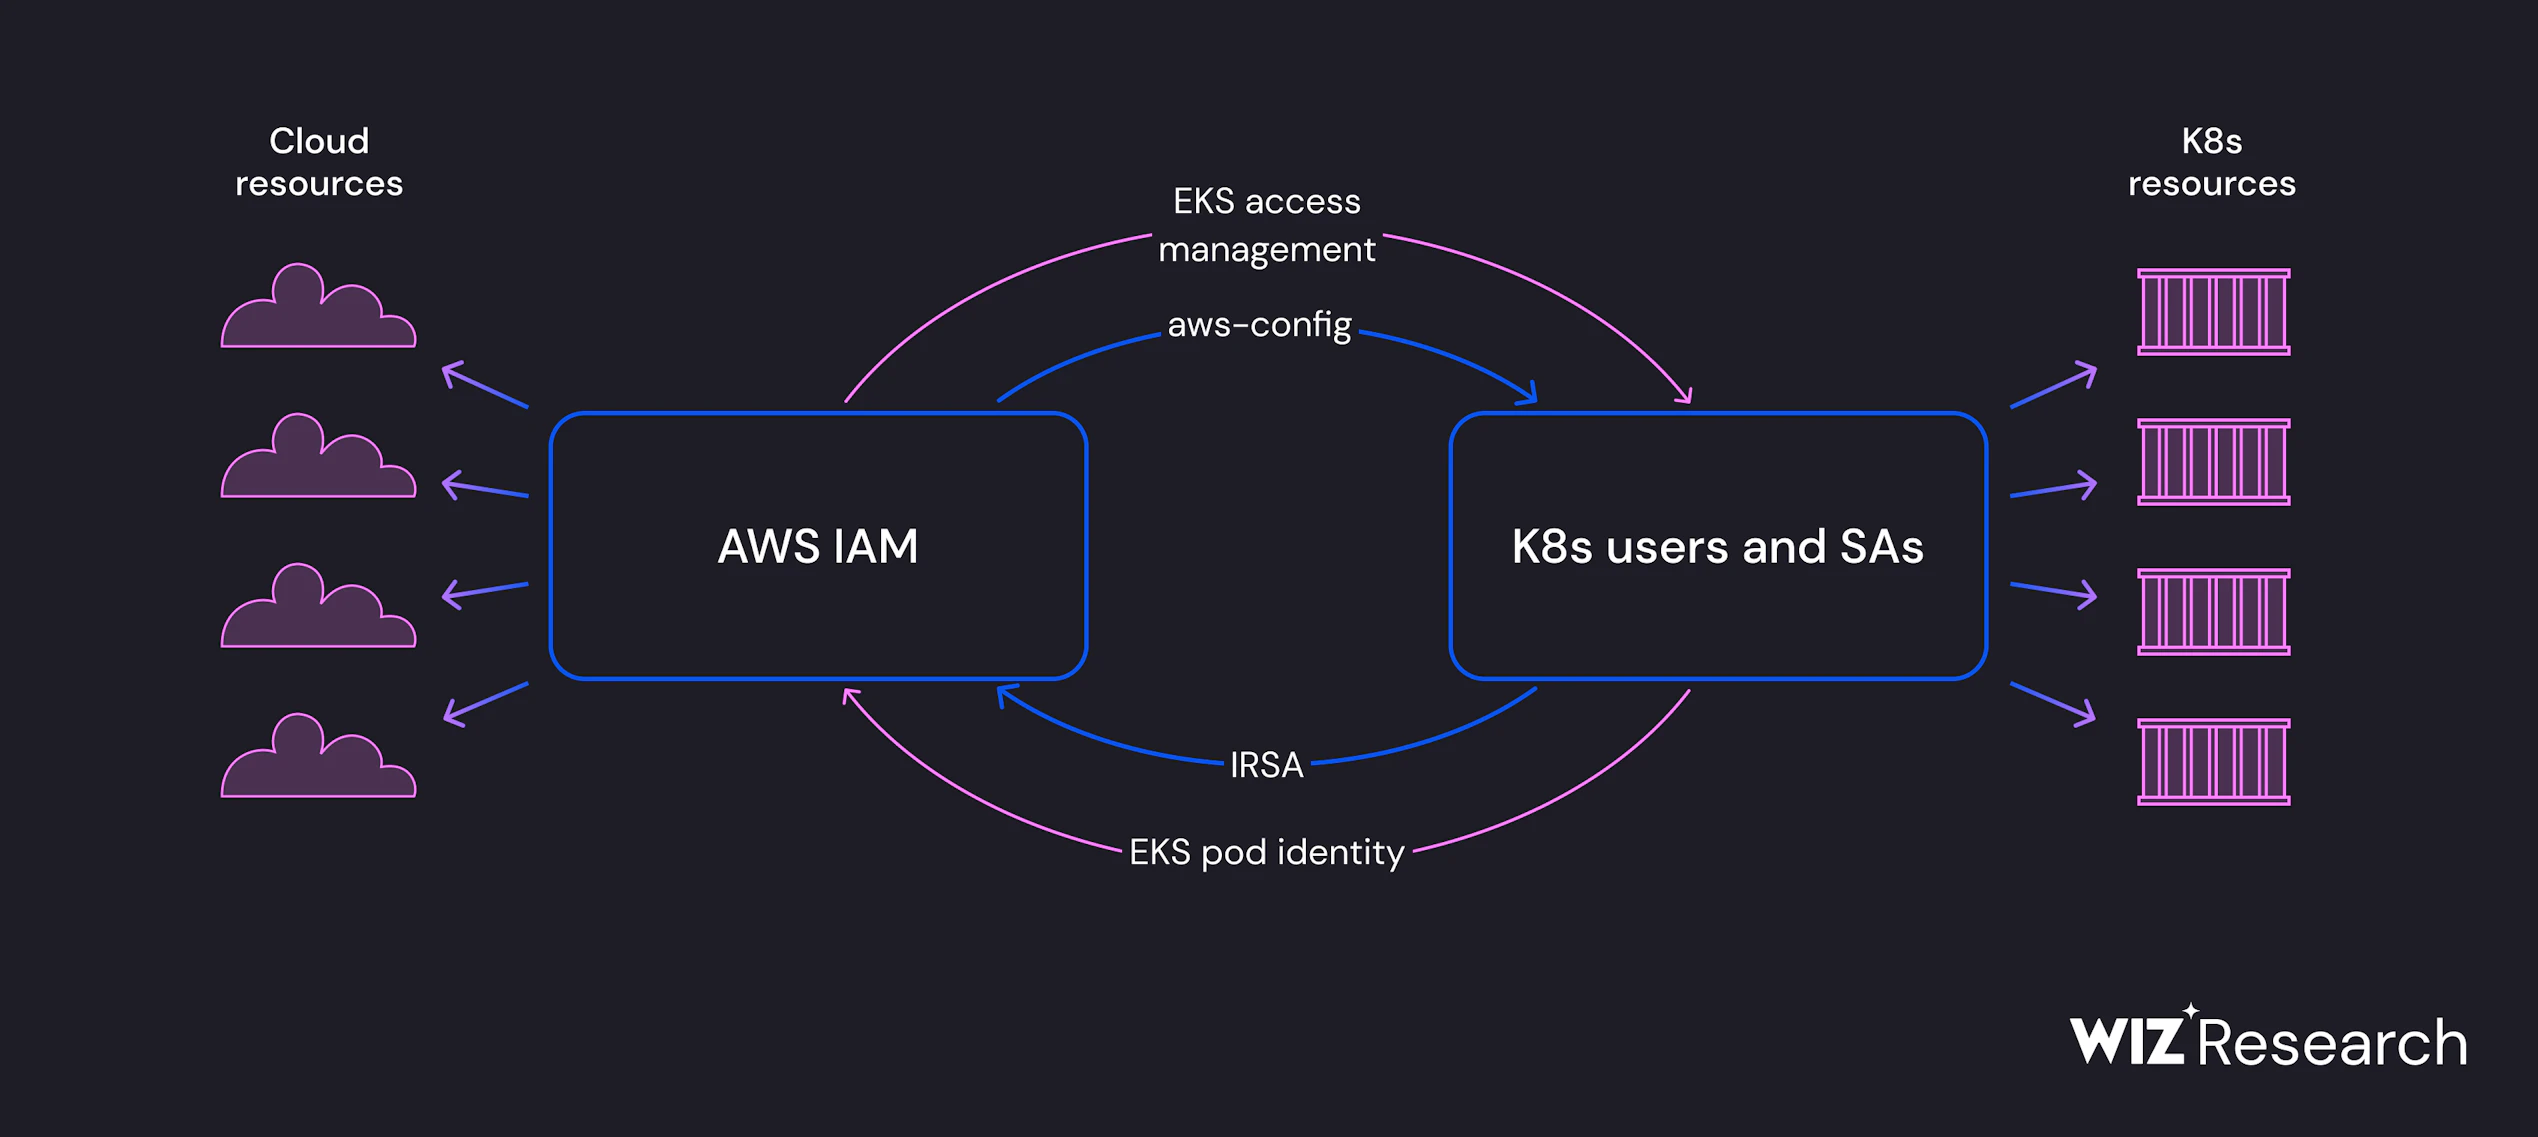 Cloud
resources
K8s
resources
EKS access
management
aws-config
AWS IAM
K8s users and SAs
IRSA
EKS pod identity
WIZ Research